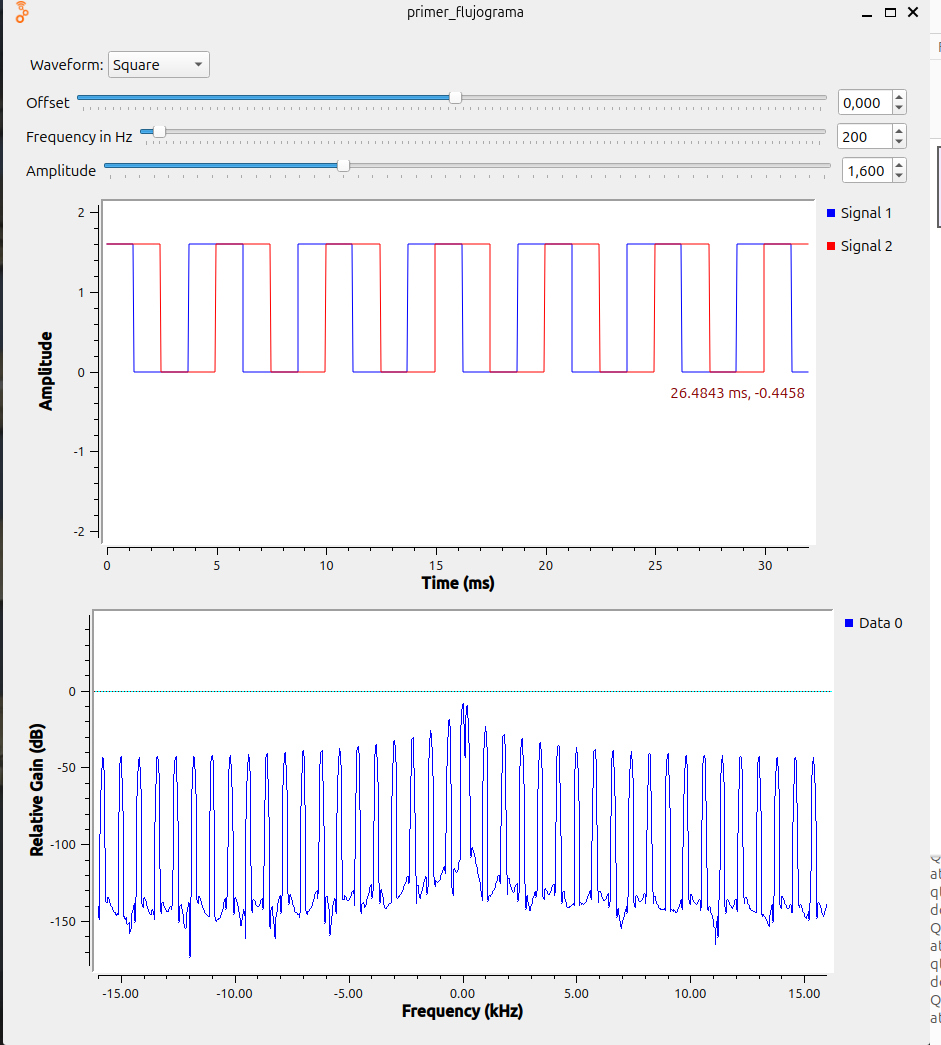 primer_flujograma
Waveform: Square
Offset 0,000
Frequency in Hz 200
Amplitude 1,600
Signal 1
Signal 2
2
1
0
-1
-2
Amplitude
26.4843 ms, -0.4458
0 5 10 15 20 25 30
Time (ms)
Data 0
0
-50
-100
-150
Relative Gain (dB)
-15.00 -10.00 -5.00 0.00 5.00 10.00 15.00
Frequency (kHz)